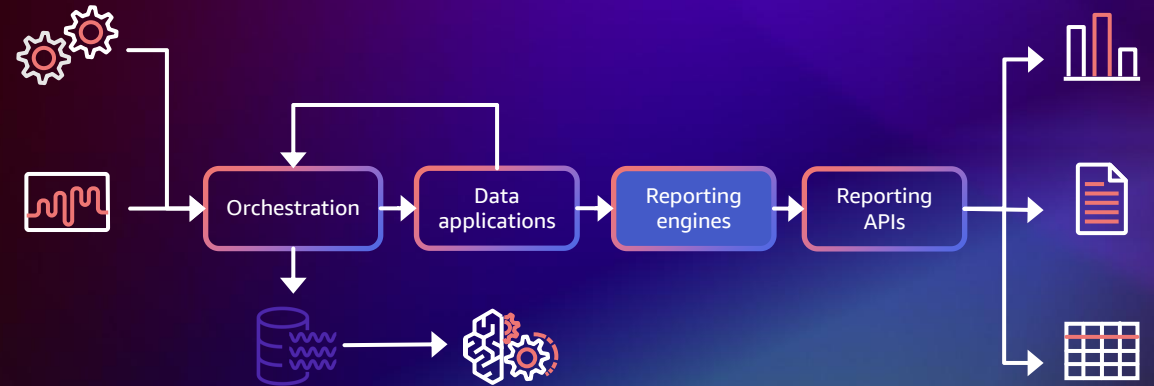 Orchestration
Data
applications
Reporting
engines
Reporting
APIs